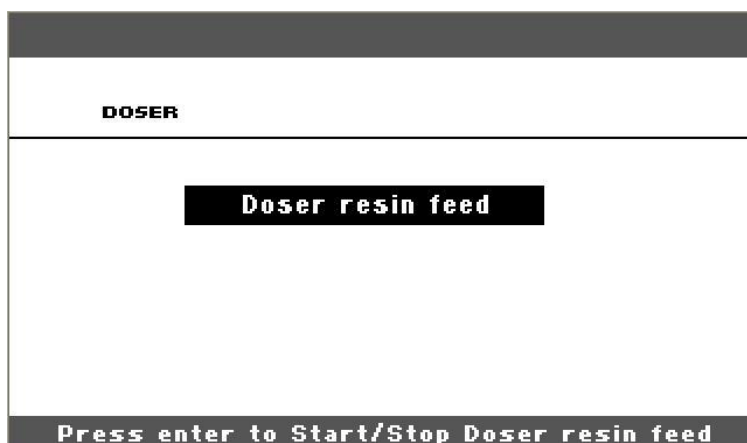 DOSER
Doser resin feed
Press enter to Start/Stop Doser resin feed